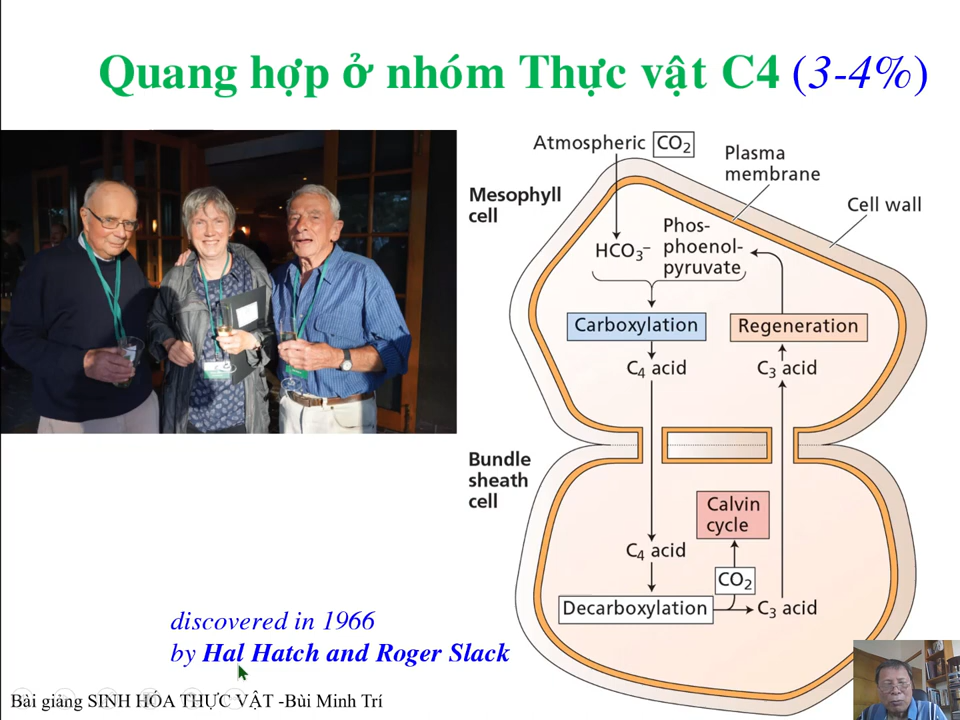 Quang hợp ở nhóm Thực vật C4 (3-4%)
Atmospheric CO₂
Plasma
membrane
Mesophyll
cell
Cell wall
HCO₃⁻
Phos-
phoenol-
pyruvate
Carboxylation
Regeneration
C₄ acid
C₃ acid
Bundle
sheath
cell
Calvin
cycle
C₄ acid
CO₂
Decarboxylation
C₃ acid
discovered in 1966
by Hal Hatch and Roger Slack
Bài giảng SINH HÓA THỰC VẬT -Bùi Minh Trí